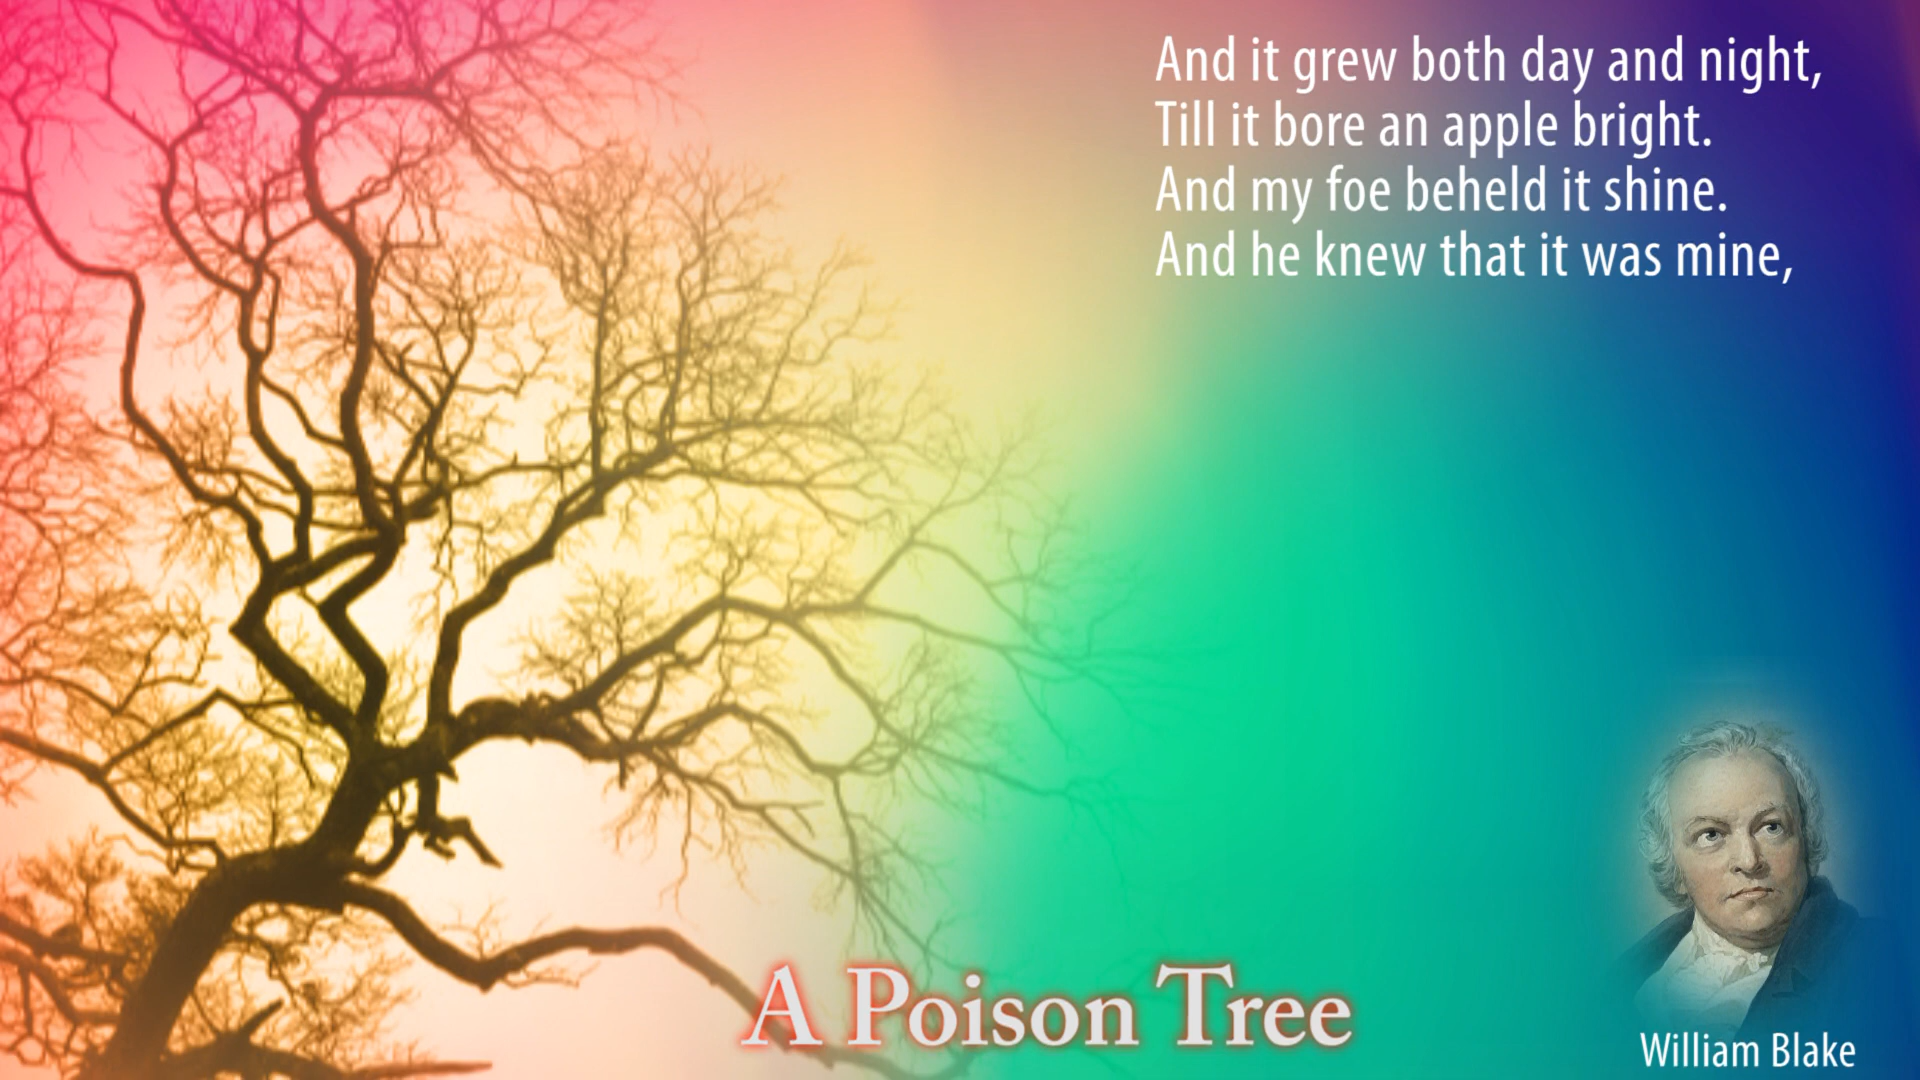 And it grew both day and night,
Till it bore an apple bright.
And my foe beheld it shine.
And he knew that it was mine,
A Poison Tree
William Blake